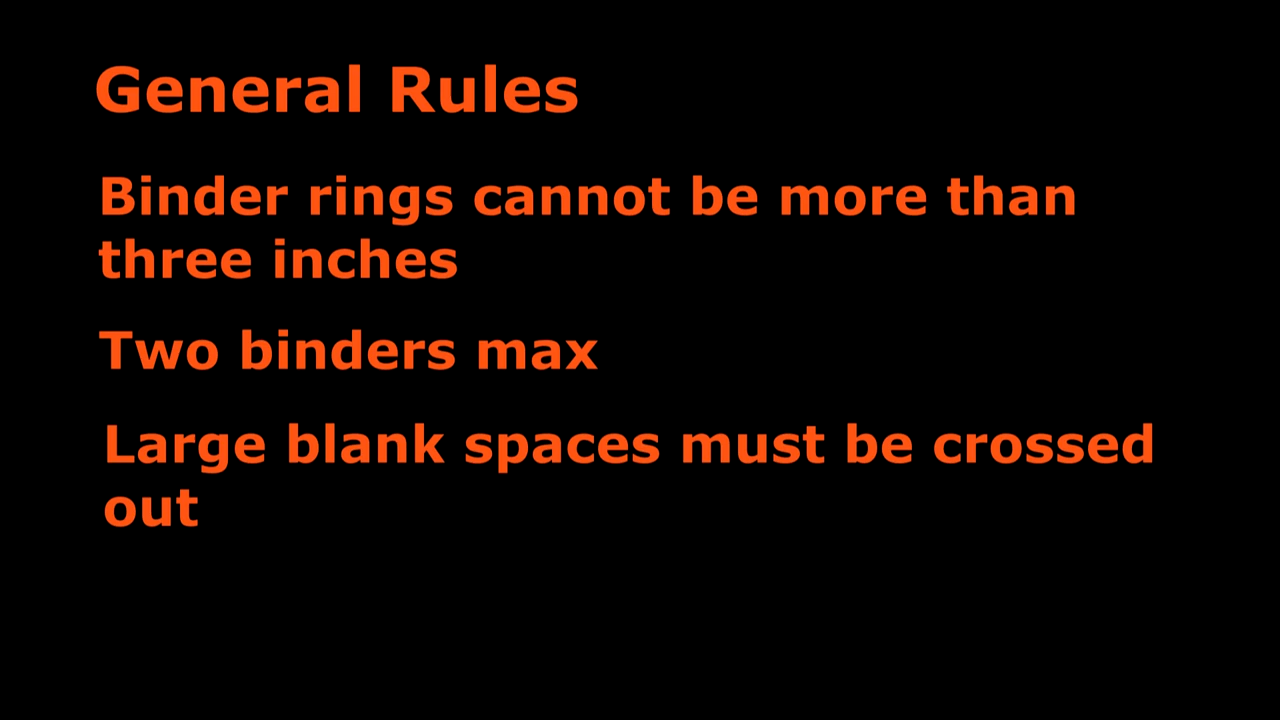 General Rules
Binder rings cannot be more than
three inches
Two binders max
Large blank spaces must be crossed
out